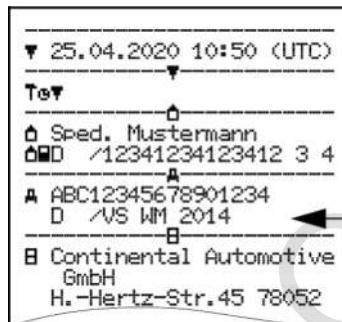 ▼ 25.04.2020 10:50 (UTC)
T⊙▼
Sped. Mustermann
D /12341234123412 3 4
ABC12345678901234
D /VS WM 2014
Continental Automotive
GmbH
H.-Hertz-Str.45 78052